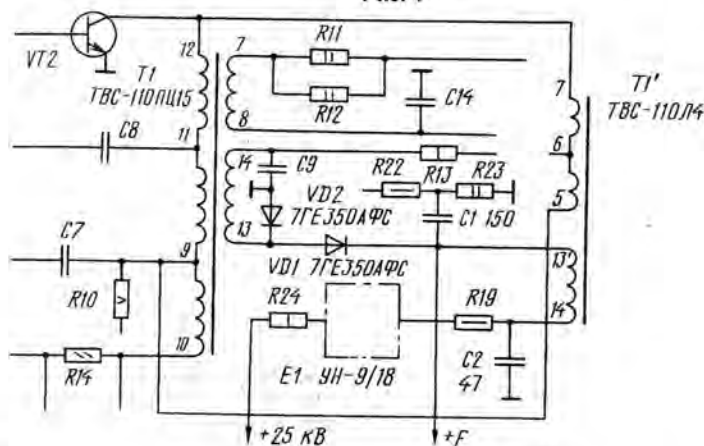 R11
12
7
7
VT2
T1
ТВС-110ПЦ15
R12
C14
T1'
ТВС-110Л4
8
C8
11
6
14
C9
R22
R13
R23
5
VD2
7ГЕ350АФС
C1 150
13
C7
9
13'
VD1 7ГЕ350АФС
R10
R24
R19
14
10
C2
47
R14
E1 УН-9/18
+25 кВ
+F